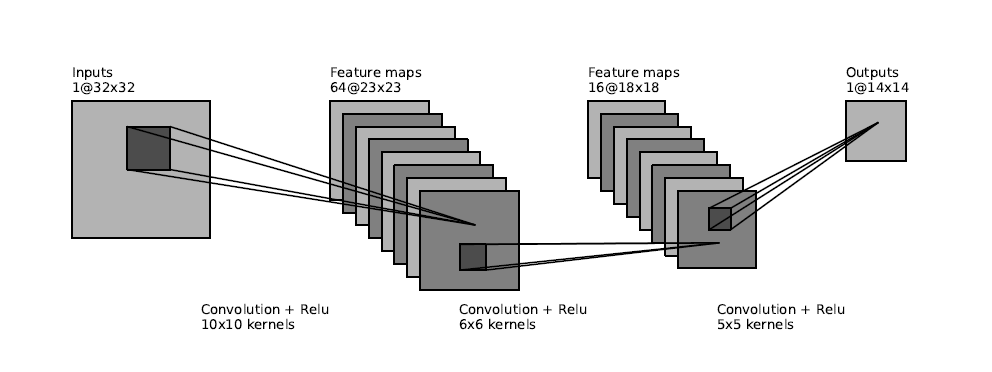 Inputs
1@32x32
Feature maps
64@23x23
Feature maps
16@18x18
Outputs
1@14x14
Convolution + Relu
10x10 kernels
Convolution + Relu
6x6 kernels
Convolution + Relu
5x5 kernels